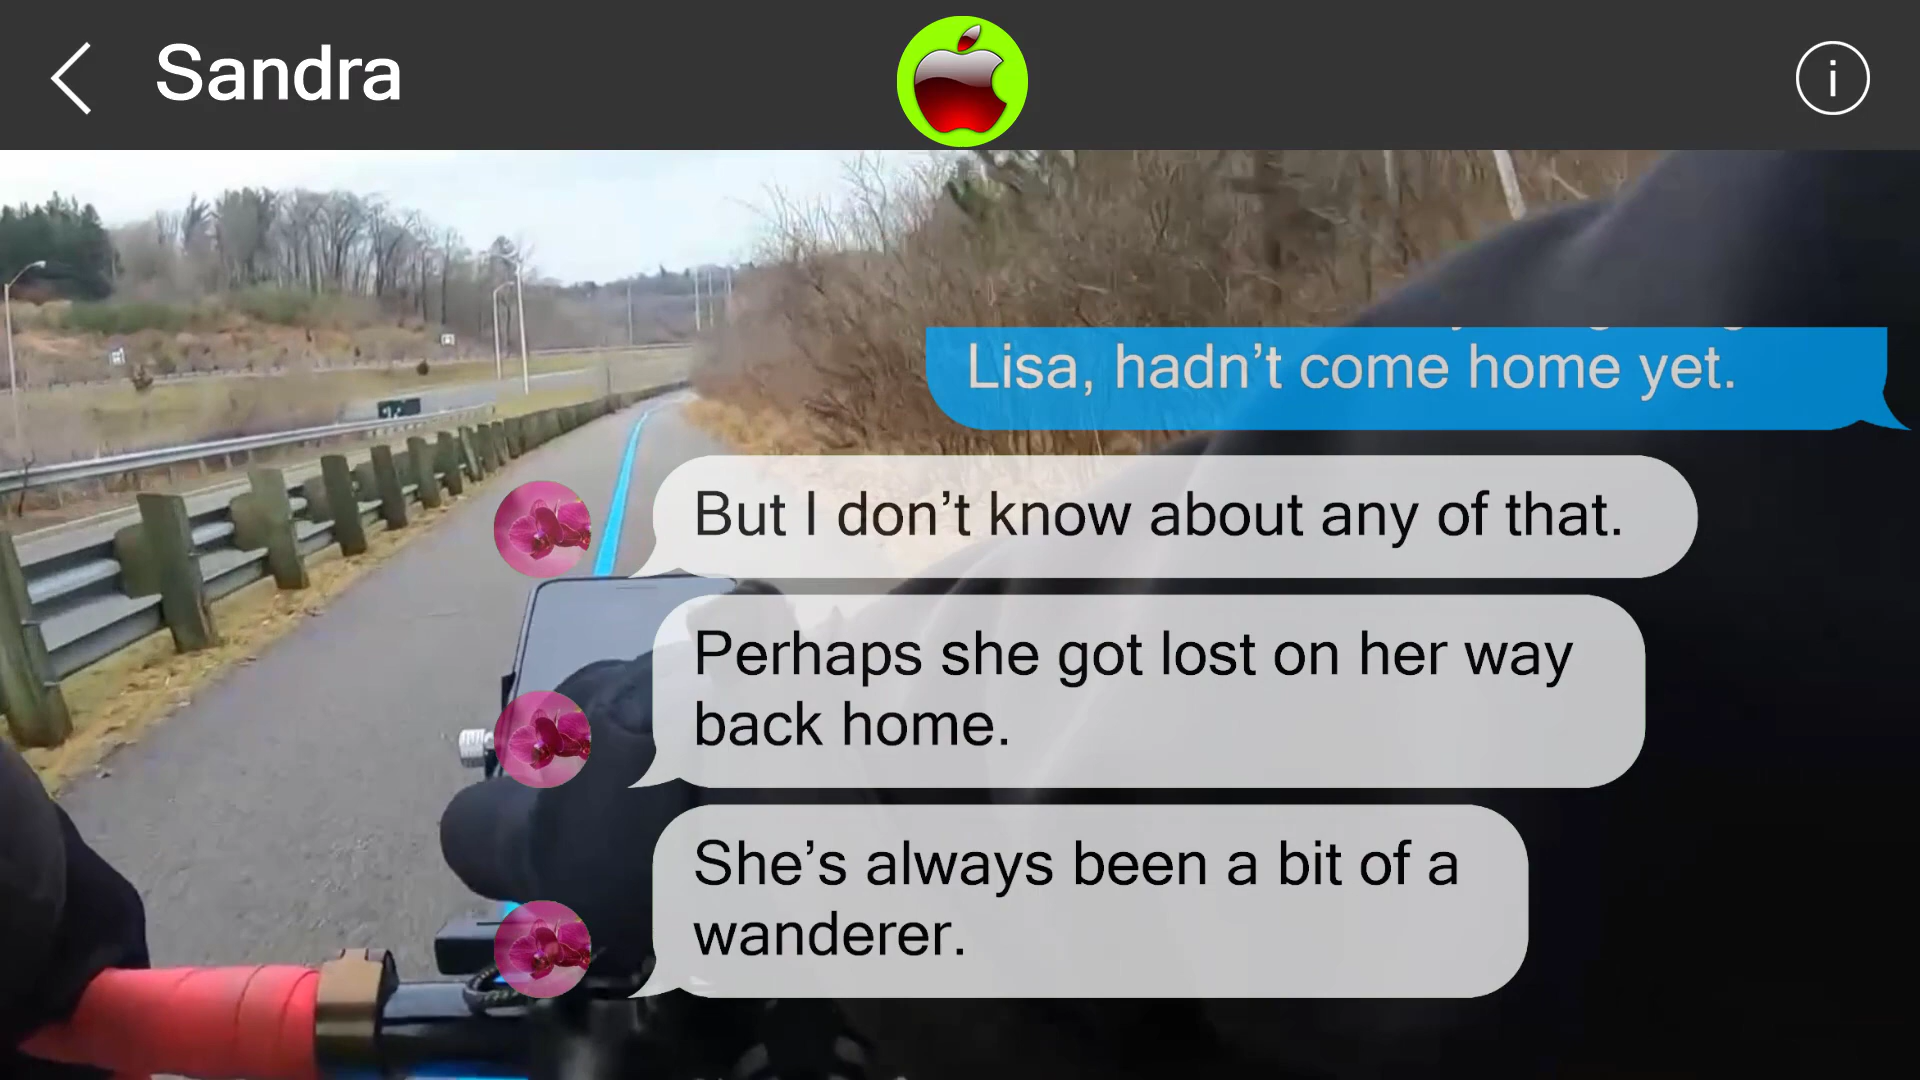 Sandra
i
Lisa, hadn't come home yet.
But I don't know about any of that.
Perhaps she got lost on her way
back home.
She's always been a bit of a
wanderer.